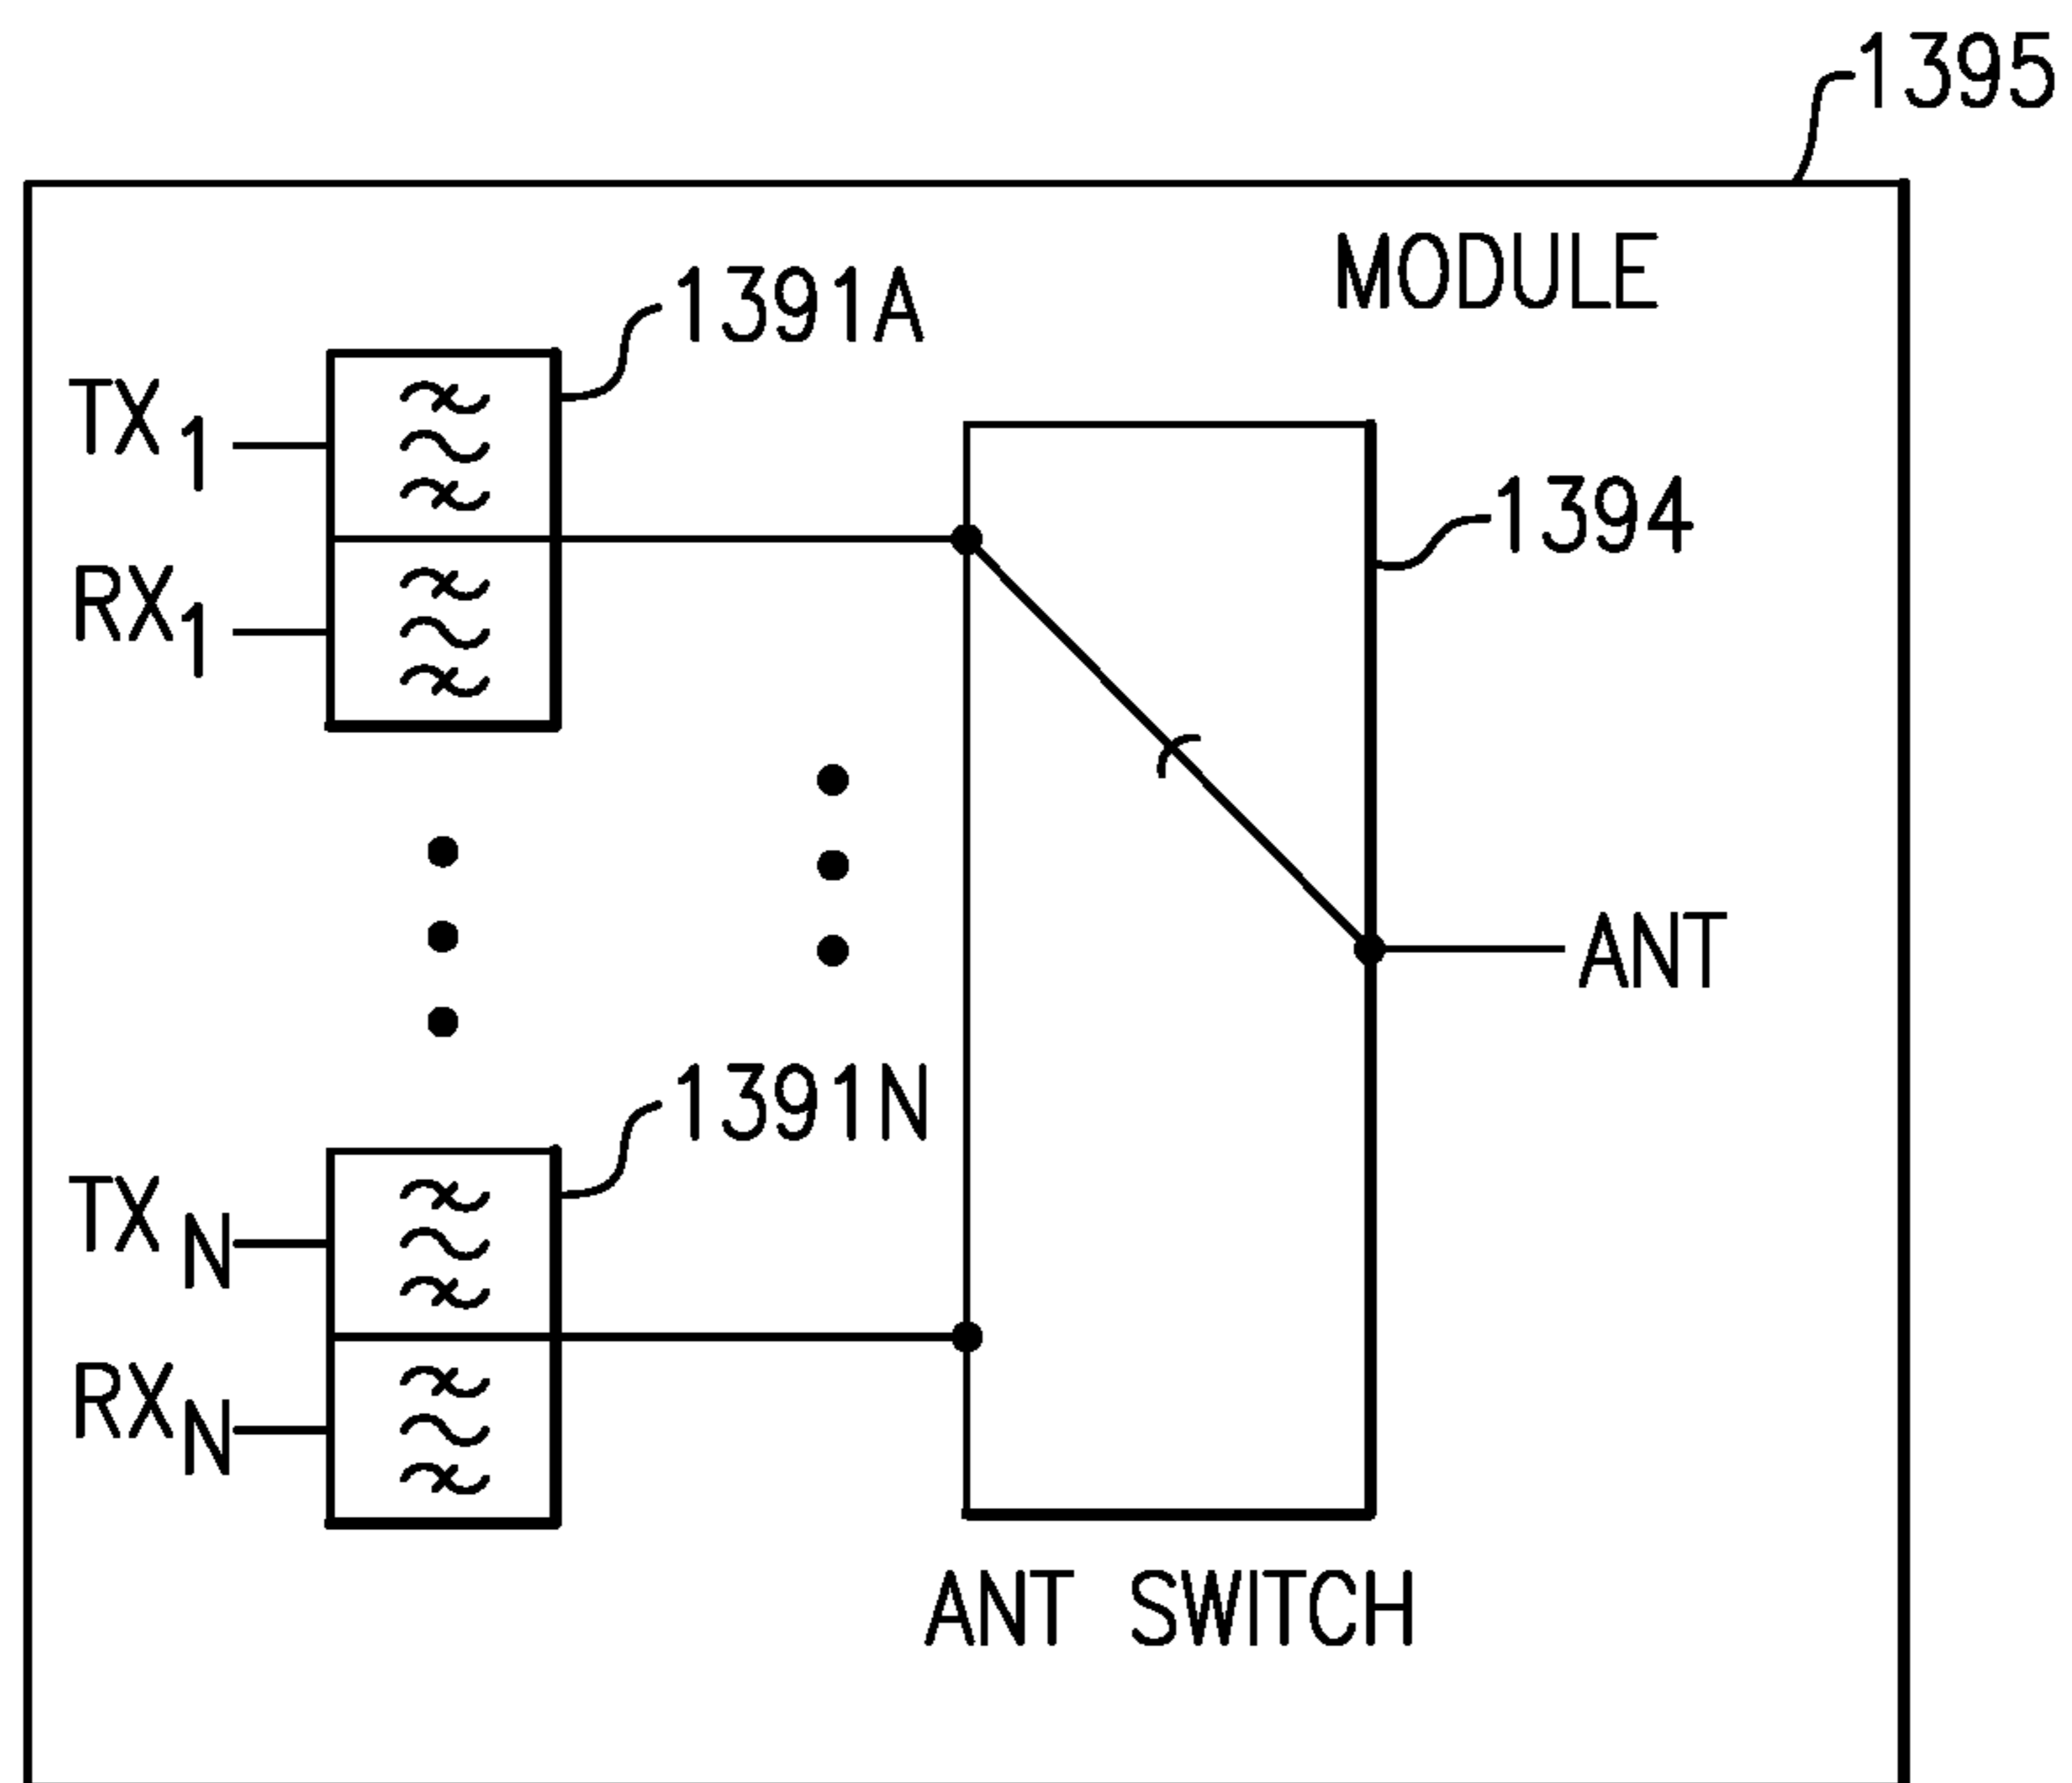 1395
MODULE
1391A
TX1
RX1
1394
ANT
1391N
TXN
RXN
ANT SWITCH